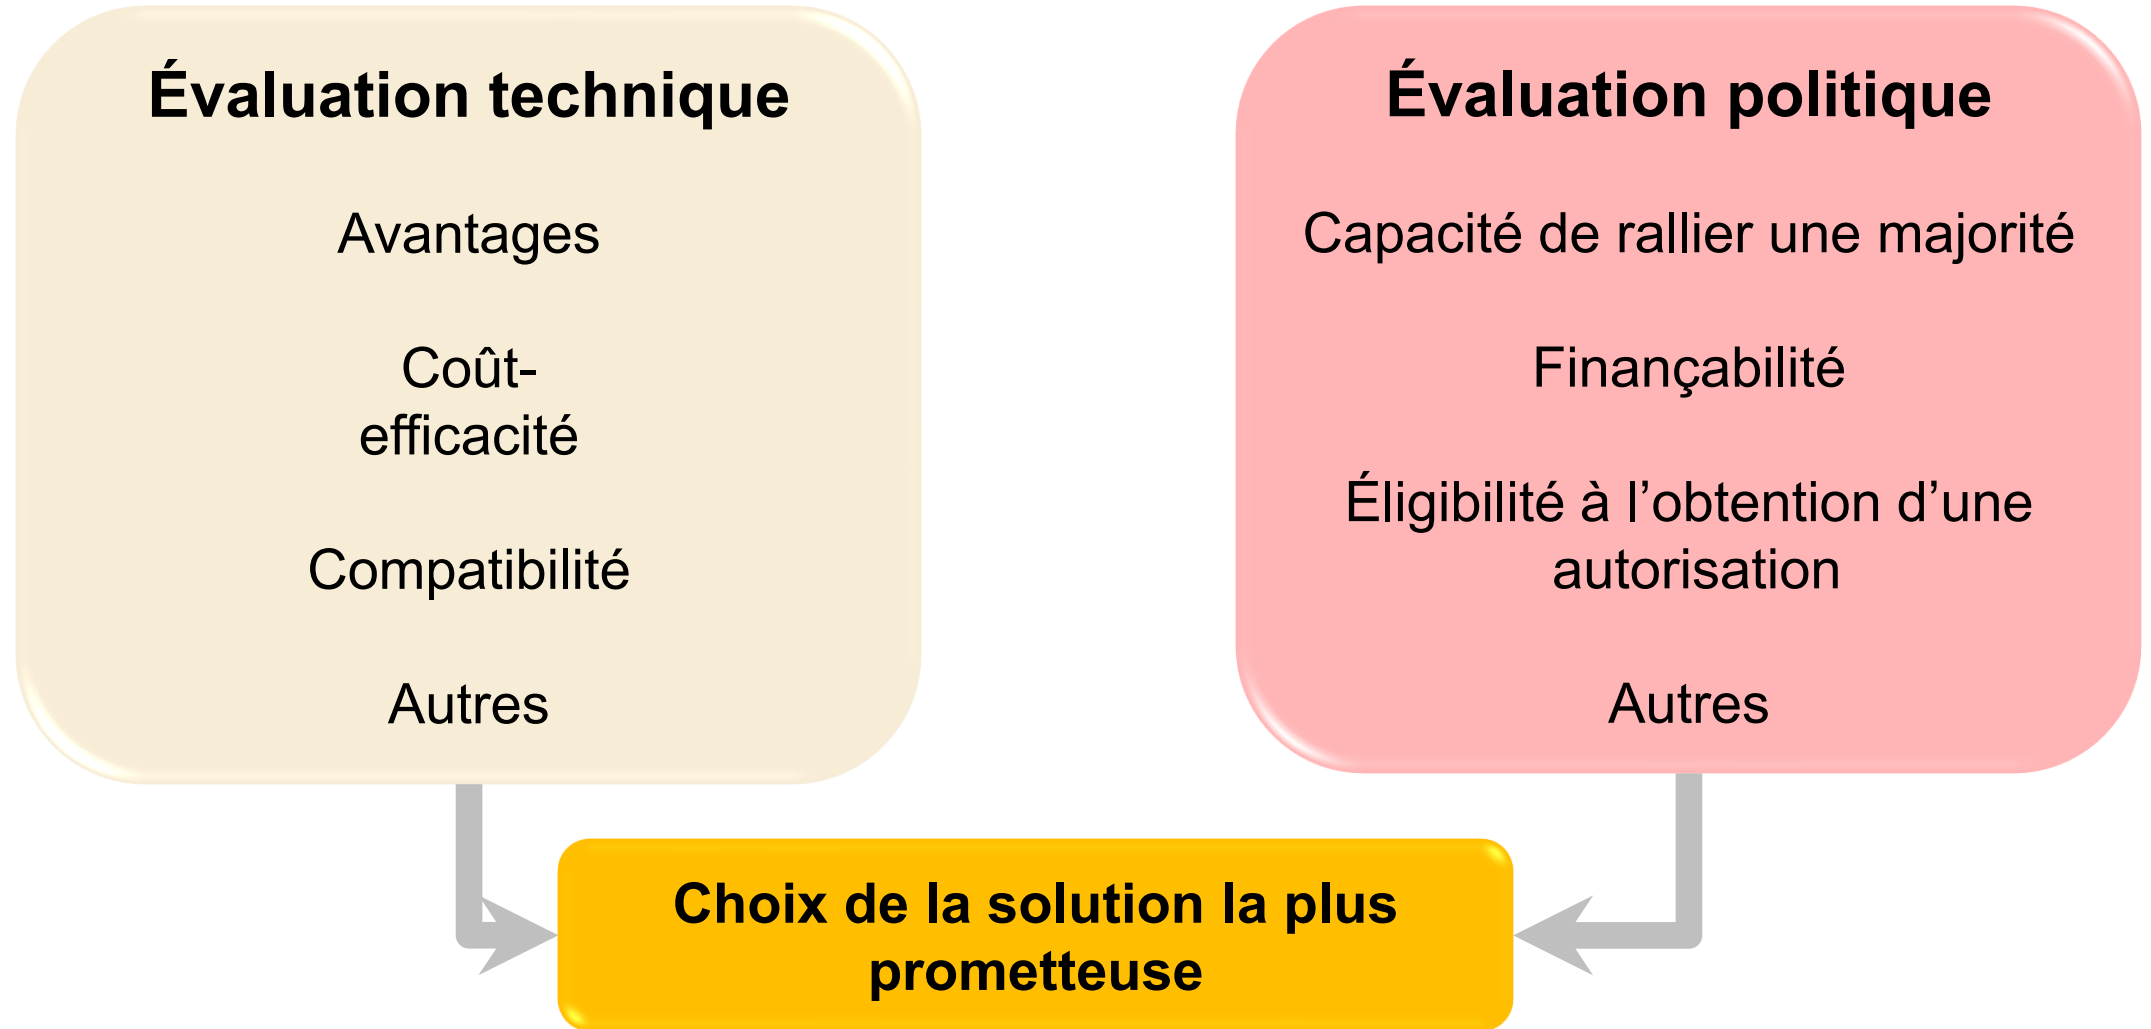 Évaluation technique
Avantages
Coût-
efficacité
Compatibilité
Autres
Évaluation politique
Capacité de rallier une majorité
Finançabilité
Éligibilité à l’obtention d’une
autorisation
Autres
Choix de la solution la plus
prometteuse